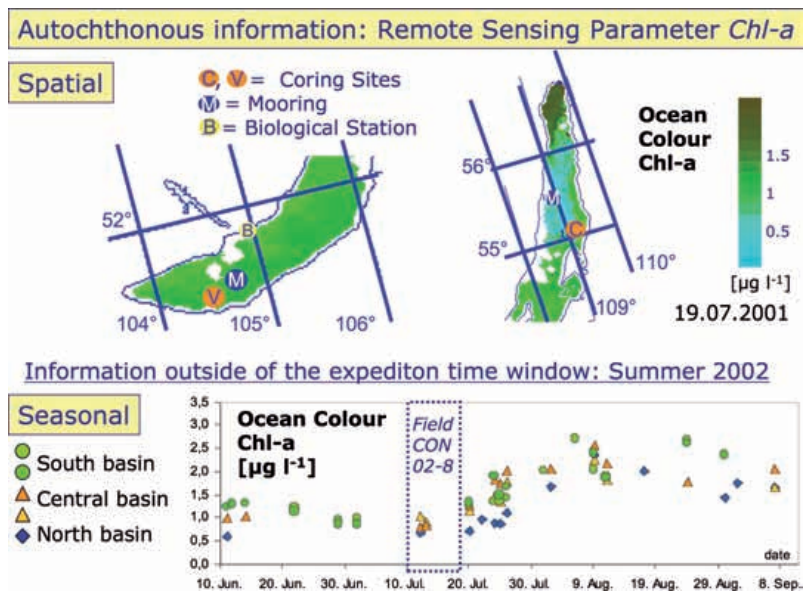 Autochthonous information: Remote Sensing Parameter Chl-a
Spatial
C, V = Coring Sites
M = Mooring
B = Biological Station
Ocean
Colour
Chl-a
1.5
1
0.5
[µg l-1]
19.07.2001
52°
104°
105°
106°
B
M
V
56°
55°
M
C
110°
109°
Information outside of the expediton time window: Summer 2002
Seasonal
South basin
Central basin
North basin
Ocean Colour
Chl-a
[µg l-1]
Field
CON
02-8
3,5
3,0
2,5
2,0
1,5
1,0
0,5
0,0
date
10. Jun. 20. Jun. 30. Jun. 10. Jul. 20. Jul. 30. Jul. 9. Aug. 19. Aug. 29. Aug. 8. Sep..